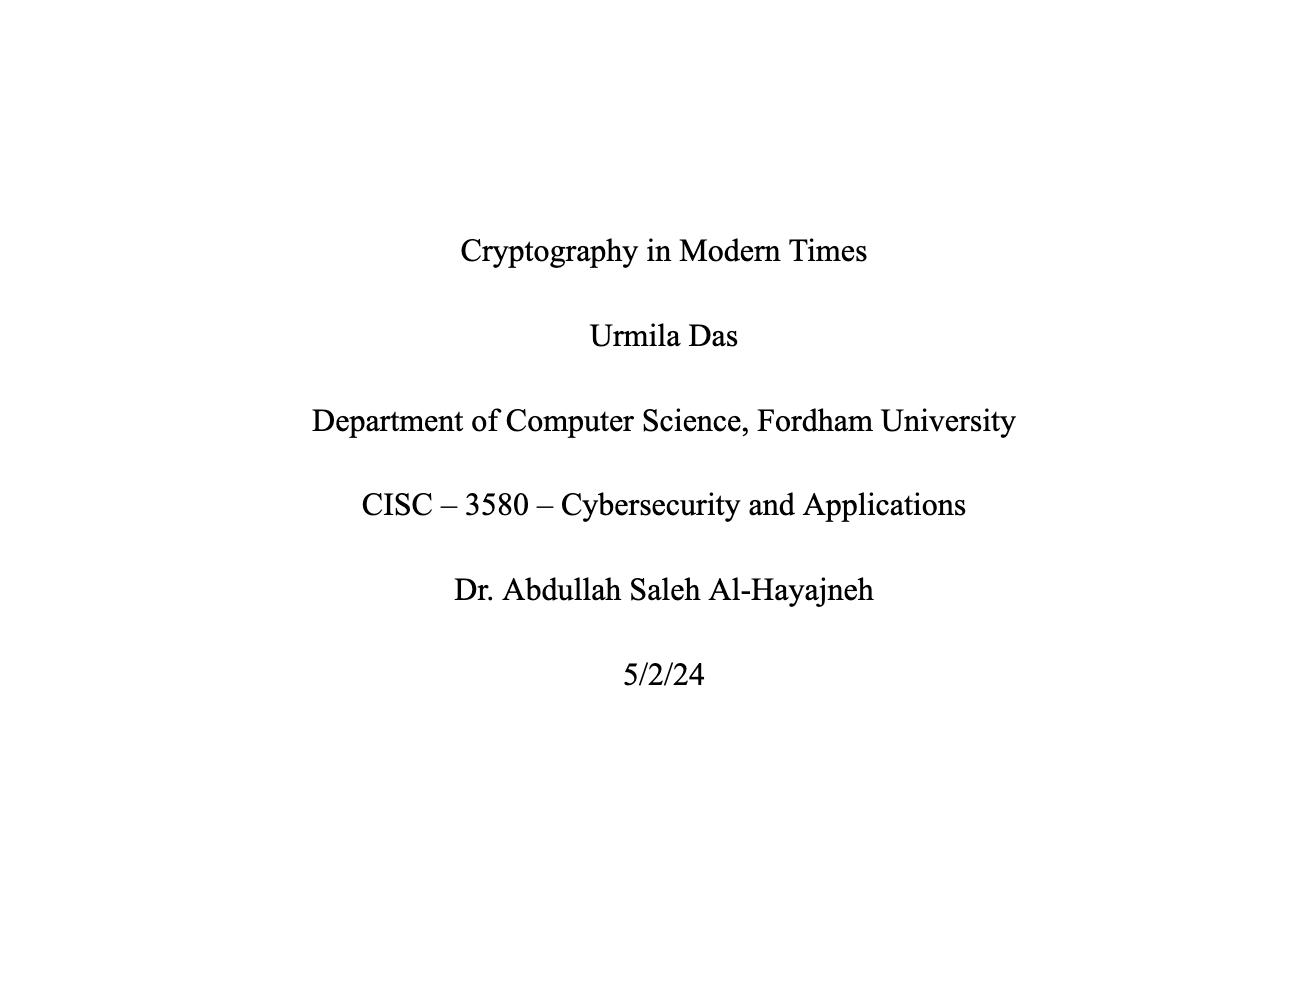 Cryptography in Modern Times
Urmila Das
Department of Computer Science, Fordham University
CISC – 3580 – Cybersecurity and Applications
Dr. Abdullah Saleh Al-Hayajneh
5/2/24